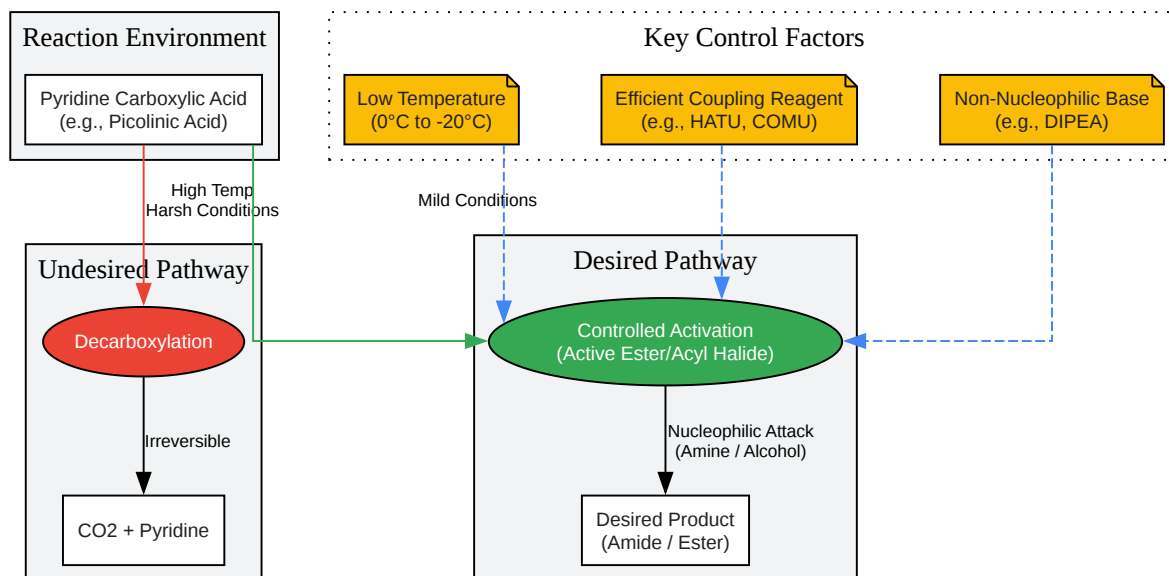 Reaction Environment
Key Control Factors
Pyridine Carboxylic Acid
(e.g., Picolinic Acid)
Low Temperature
(0°C to -20°C)
Efficient Coupling Reagent
(e.g., HATU, COMU)
Non-Nucleophilic Base
(e.g., DIPEA)
High Temp
Harsh Conditions
Mild Conditions
Undesired Pathway
Desired Pathway
Decarboxylation
Controlled Activation
(Active Ester/Acyl Halide)
Irreversible
Nucleophilic Attack
(Amine / Alcohol)
CO2 + Pyridine
Desired Product
(Amide / Ester)